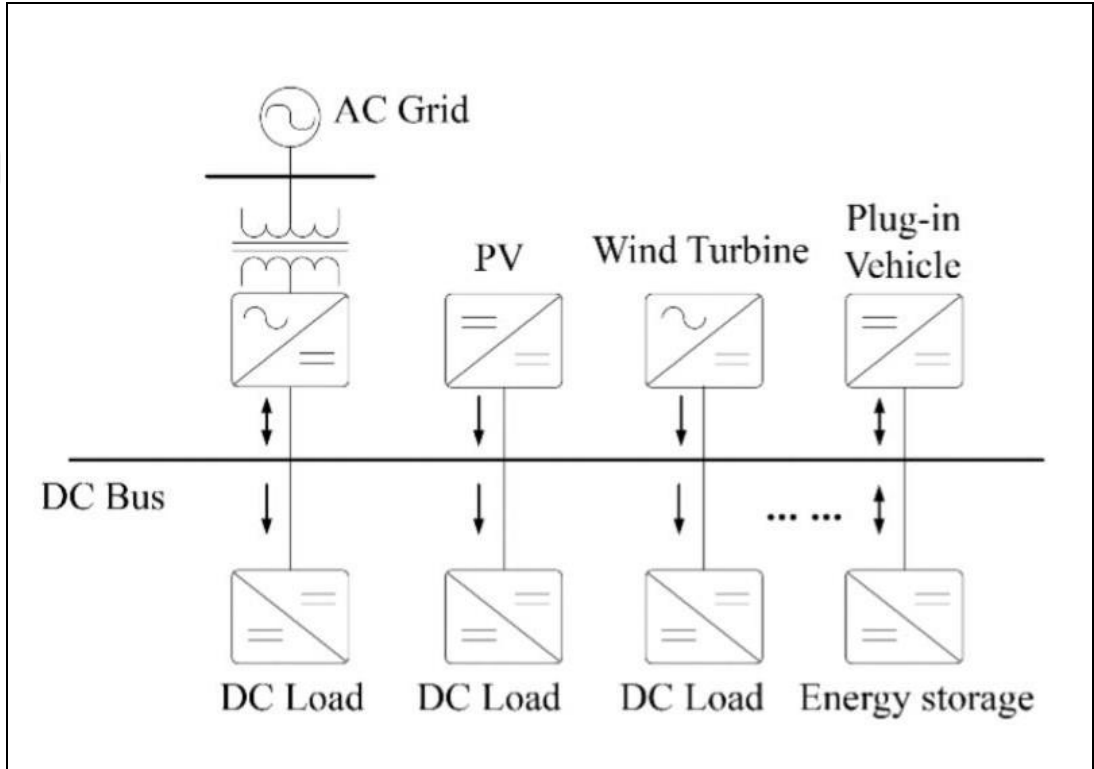 AC Grid
PV
Wind Turbine
Plug-in
Vehicle
DC Bus
... ...
DC Load
DC Load
DC Load
Energy storage